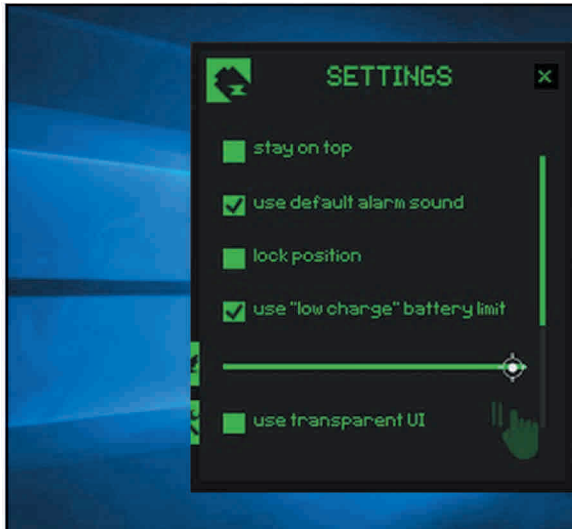 SETTINGS
stay on top
use default alarm sound
lock position
use "low charge" battery limit
use transparent UI